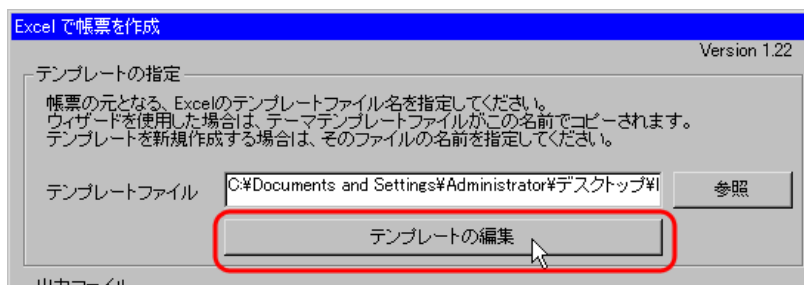 Excel で帳票を作成
Version 1.22
テンプレートの指定
帳票の元となる、Excelのテンプレートファイル名を指定してください。
ウィザードを使用した場合は、テーマテンプレートファイルがこの名前でコピーされます。
テンプレートを新規作成する場合は、そのファイルの名前を指定してください。
テンプレートファイル
C:¥Documents and Settings¥Administrator¥デスクトップ¥I
参照
テンプレートの編集
出力ファイル